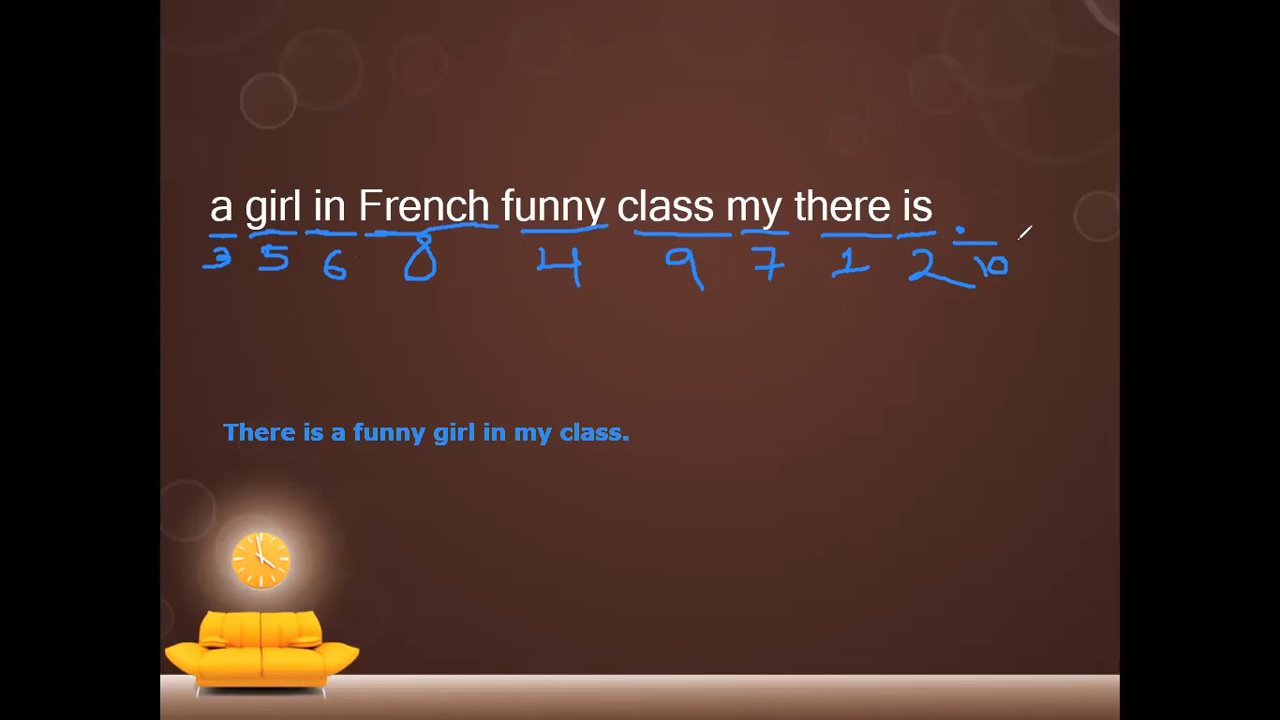 a girl in French funny class my there is .
3 5 6 8 4 9 7 1 2 10
There is a funny girl in my class.